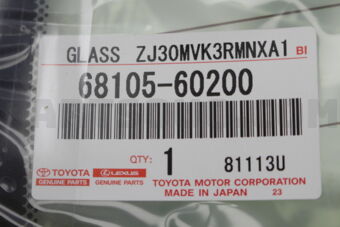 GLASS ZJ30MVK3RMNXA1 BI
68105-60200
QTY: 1 81113U
TOYOTA LEXUS
GENUINE PARTS GENUINE PARTS
TOYOTA MOTOR CORPORATION
MADE IN JAPAN 23